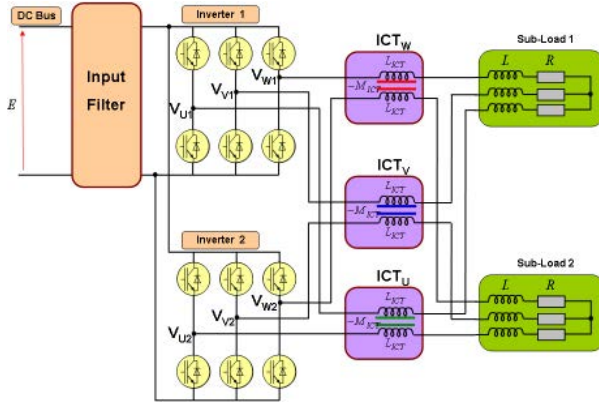 DC Bus
E
Input
Filter
Inverter 1
V_U1
V_V1
V_W1
ICT_W
L_ICT
-M_ICT
L_ICT
Sub-Load 1
L
R
ICT_V
L_ICT
-M_ICT
L_ICT
Inverter 2
V_U2
V_V2
V_W2
ICT_U
L_ICT
-M_ICT
L_ICT
Sub-Load 2
L
R